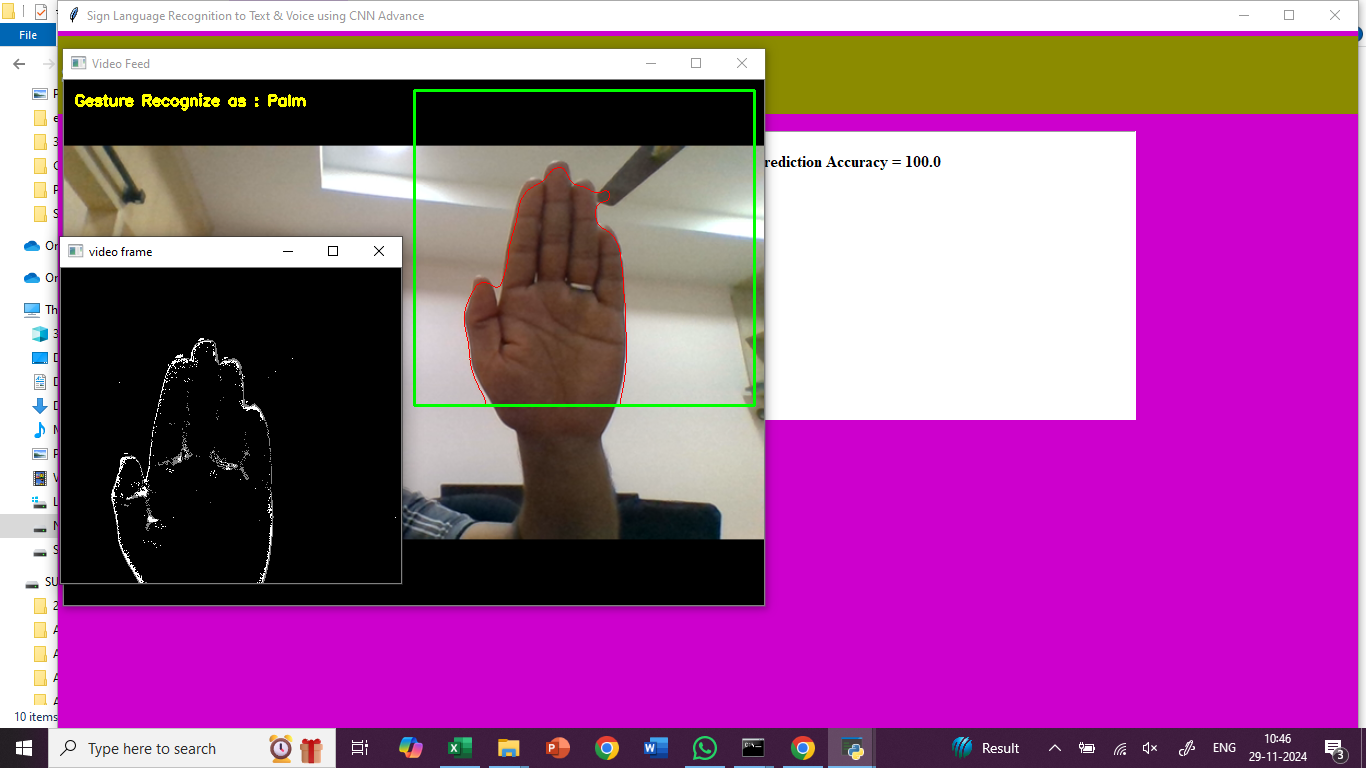 Sign Language Recognition to Text & Voice using CNN Advance
File
Video Feed
Gesture Recognize as : Palm
rediction Accuracy = 100.0
video frame
10 items
Type here to search
Result
ENG
10:46
29-11-2024
3